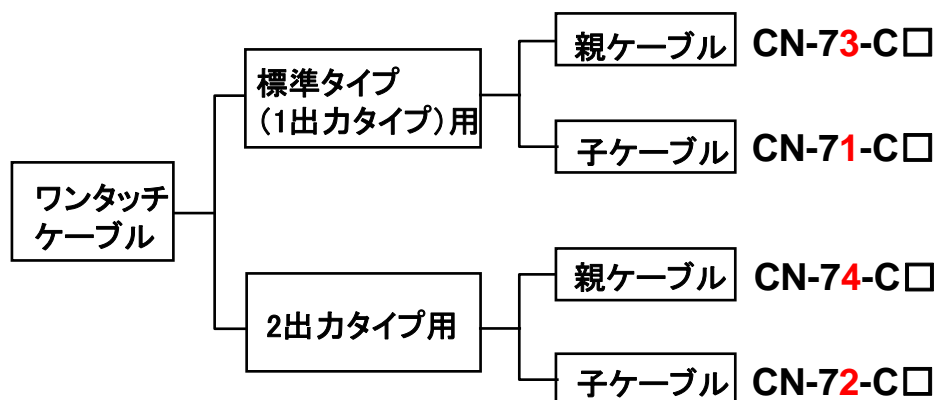 ワンタッチ
ケーブル
標準タイプ
(1出力タイプ)用
親ケーブル CN-73-C□
子ケーブル CN-71-C□
2出力タイプ用
親ケーブル CN-74-C□
子ケーブル CN-72-C□